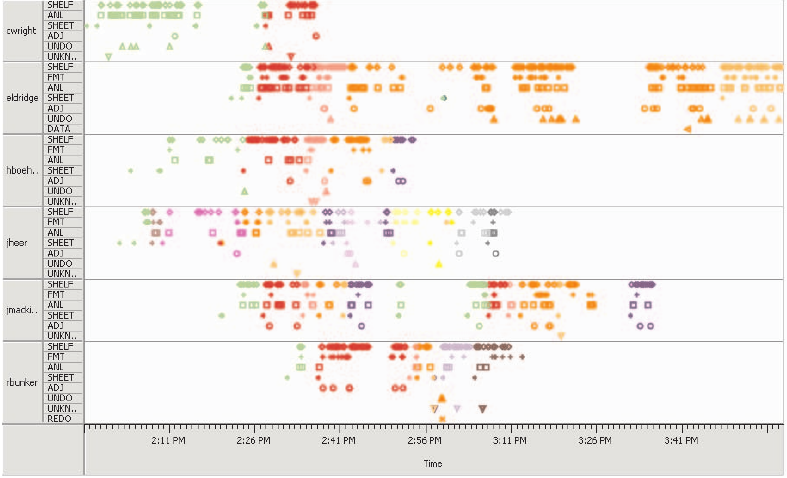 SHELF
cwright ANL
SHEET
ADJ
UNDO
UNKN..
SHELF
FMT
eldridge ANL
SHEET
ADJ
UNDO
DATA
SHELF
FMT
ANL
hboeh.. SHEET
ADJ
UNDO
UNKN..
SHELF
FMT
ANL
jheer SHEET
ADJ
UNDO
UNKN..
SHELF
FMT
jmacki.. ANL
SHEET
ADJ
UNKN..
SHELF
FMT
ANL
rbunker SHEET
ADJ
UNDO
UNKN..
REDO
2:11 PM 2:26 PM 2:41 PM 2:56 PM 3:11 PM 3:26 PM 3:41 PM
Time